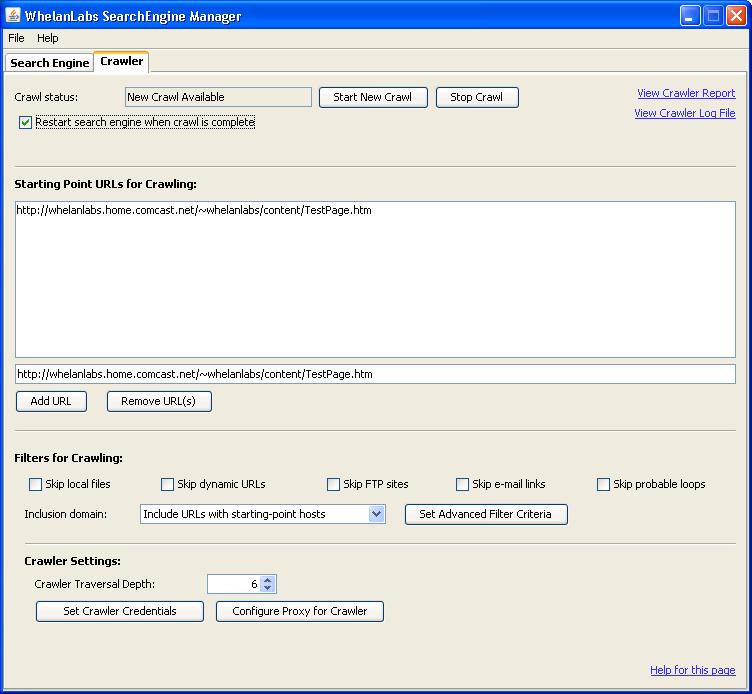 WhelanLabs SearchEngine Manager
File Help
Search Engine Crawler
Crawl status: New Crawl Available Start New Crawl Stop Crawl View Crawler Report
View Crawler Log File
Restart search engine when crawl is complete
Starting Point URLs for Crawling:
http://whelanlabs.home.comcast.net/~whelanlabs/content/TestPage.htm
http://whelanlabs.home.comcast.net/~whelanlabs/content/TestPage.htm
Add URL Remove URL(s)
Filters for Crawling:
Skip local files Skip dynamic URLs Skip FTP sites Skip e-mail links Skip probable loops
Inclusion domain: Include URLs with starting-point hosts Set Advanced Filter Criteria
Crawler Settings:
Crawler Traversal Depth: 6
Set Crawler Credentials Configure Proxy for Crawler
Help for this page